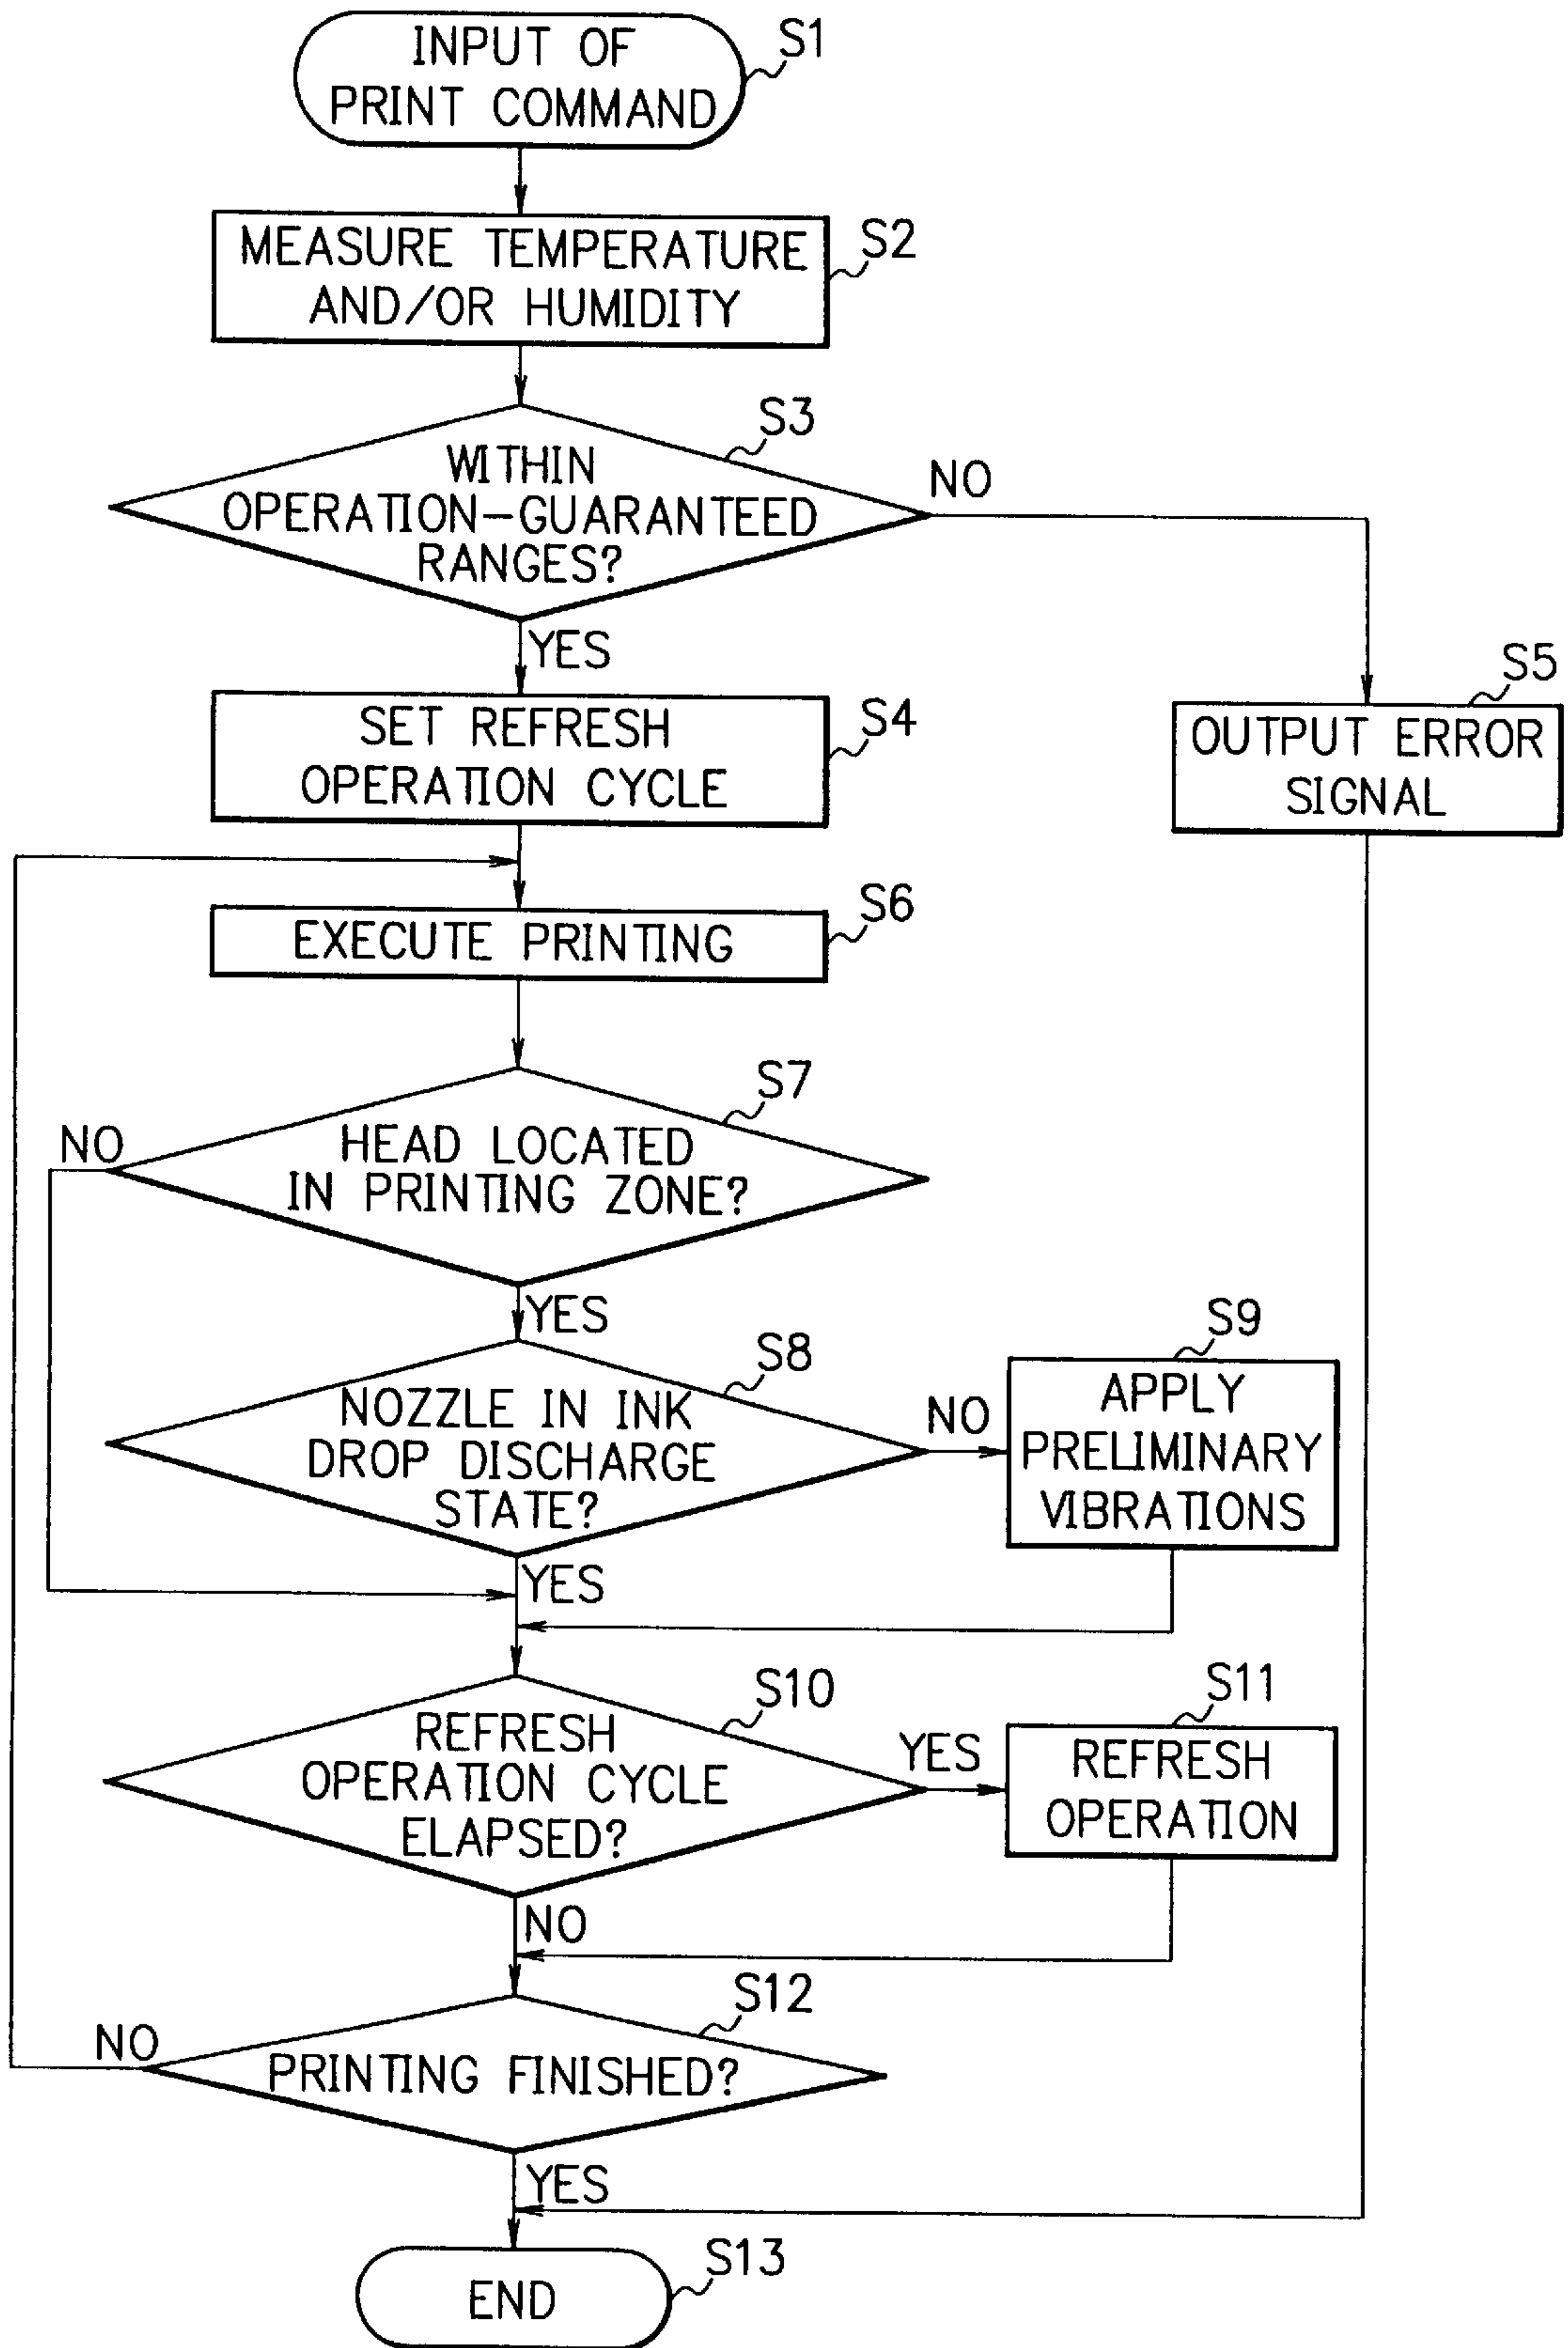 INPUT OF
PRINT COMMAND
S1
MEASURE TEMPERATURE
AND/OR HUMIDITY
S2
S3
WITHIN
OPERATION-GUARANTEED
RANGES?
NO
YES
SET REFRESH
OPERATION CYCLE
S4
S5
OUTPUT ERROR
SIGNAL
EXECUTE PRINTING
S6
S7
HEAD LOCATED
IN PRINTING ZONE?
NO
YES
S8
NOZZLE IN INK
DROP DISCHARGE
STATE?
NO
S9
APPLY
PRELIMINARY
VIBRATIONS
YES
S10
REFRESH
OPERATION CYCLE
ELAPSED?
YES
S11
REFRESH
OPERATION
NO
S12
PRINTING FINISHED?
NO
YES
END
S13